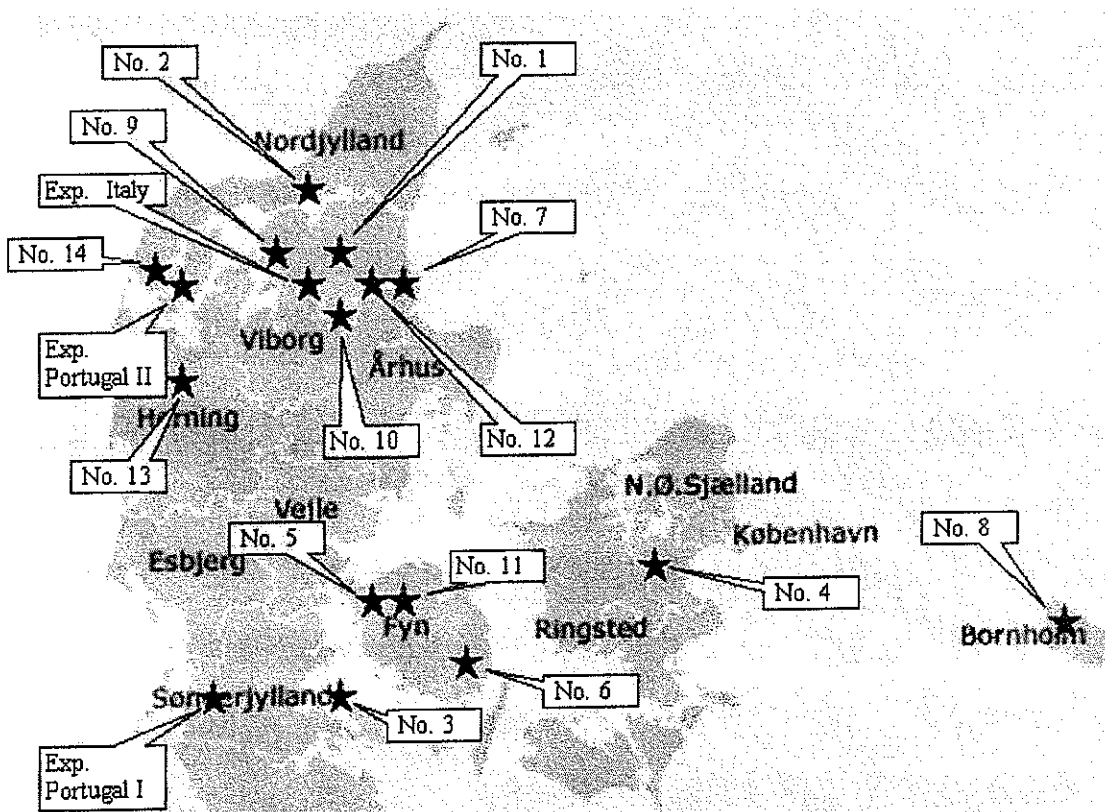 No. 2
No. 1
No. 9
Nordjylland
Exp. Italy
No. 7
No. 14
Viborg
Exp.
Portugal II
Århus
Herning
No. 10
No. 12
No. 13
N.Ø.Sjælland
Vejle
No. 5
København
No. 8
Esbjerg
No. 11
No. 4
Fyn
Ringsted
Bornholm
No. 6
Sønderjylland
No. 3
Exp.
Portugal I